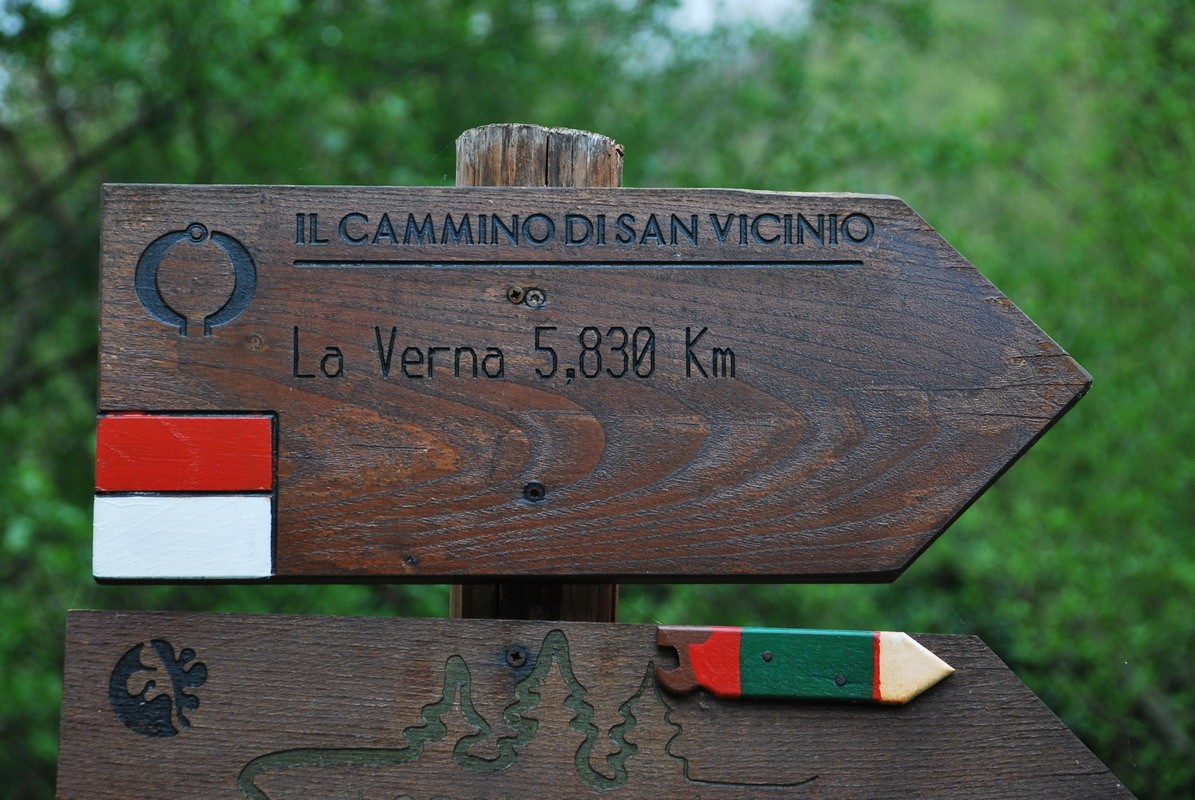 IL CAMMINO DI SAN VICINIO
La Verna 5,830 Km